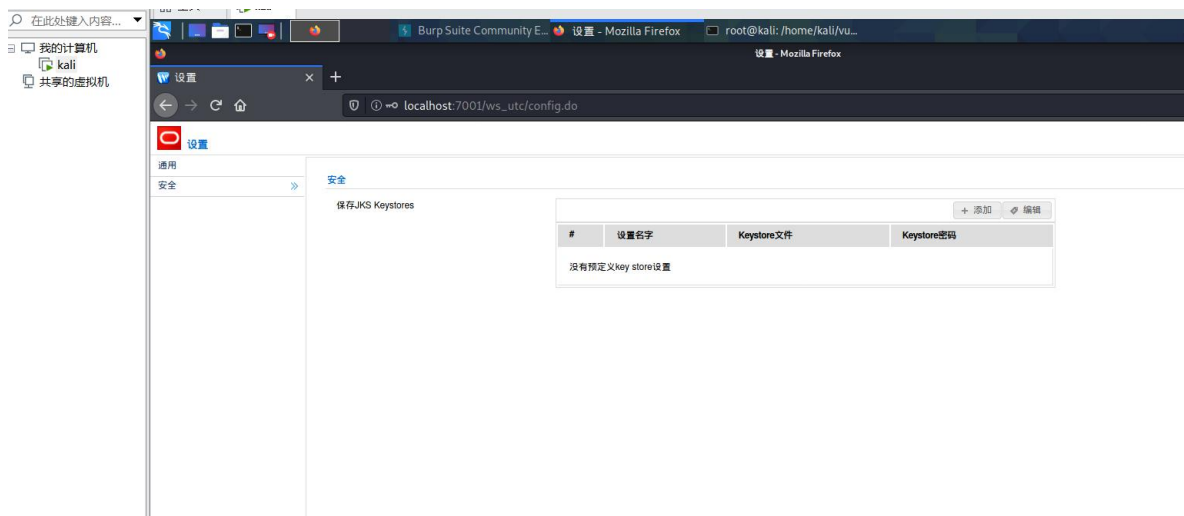 在此处键入内容...
我的计算机
kali
共享的虚拟机
Burp Suite Community E...
设置 - Mozilla Firefox
root@kali: /home/kali/vu...
设置 - Mozilla Firefox
设置
localhost:7001/ws_utc/config.do
设置
通用
安全
安全
保存JKS Keystores
+ 添加 编辑
# 设置名字 Keystore文件 Keystore密码
没有预定义key store设置